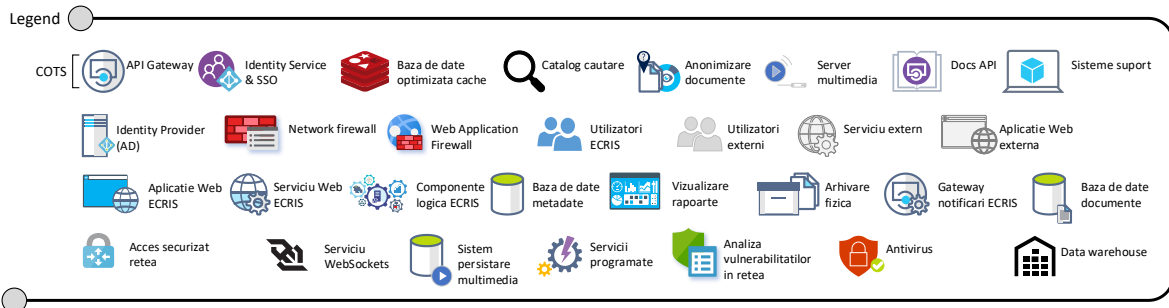 Legend
COTS
API Gateway
Identity Service
& SSO
Baza de date
optimizata cache
Catalog cautare
Anonimizare
documente
Server
multimedia
Docs API
Sisteme suport
Identity Provider
(AD)
Network firewall
Web Application
Firewall
Utilizatori
ECRIS
Utilizatori
externi
Serviciu extern
Aplicatie Web
externa
Aplicatie Web
ECRIS
Serviciu Web
ECRIS
Componente
logica ECRIS
Baza de date
metadate
Vizualizare
rapoarte
Arhivare
fizica
Gateway
notificari ECRIS
Baza de date
documente
Acces securizat
retea
Serviciu
WebSockets
Sistem
persistare
multimedia
Servicii
programate
Analiza
vulnerabilitatilor
in retea
Antivirus
Data warehouse